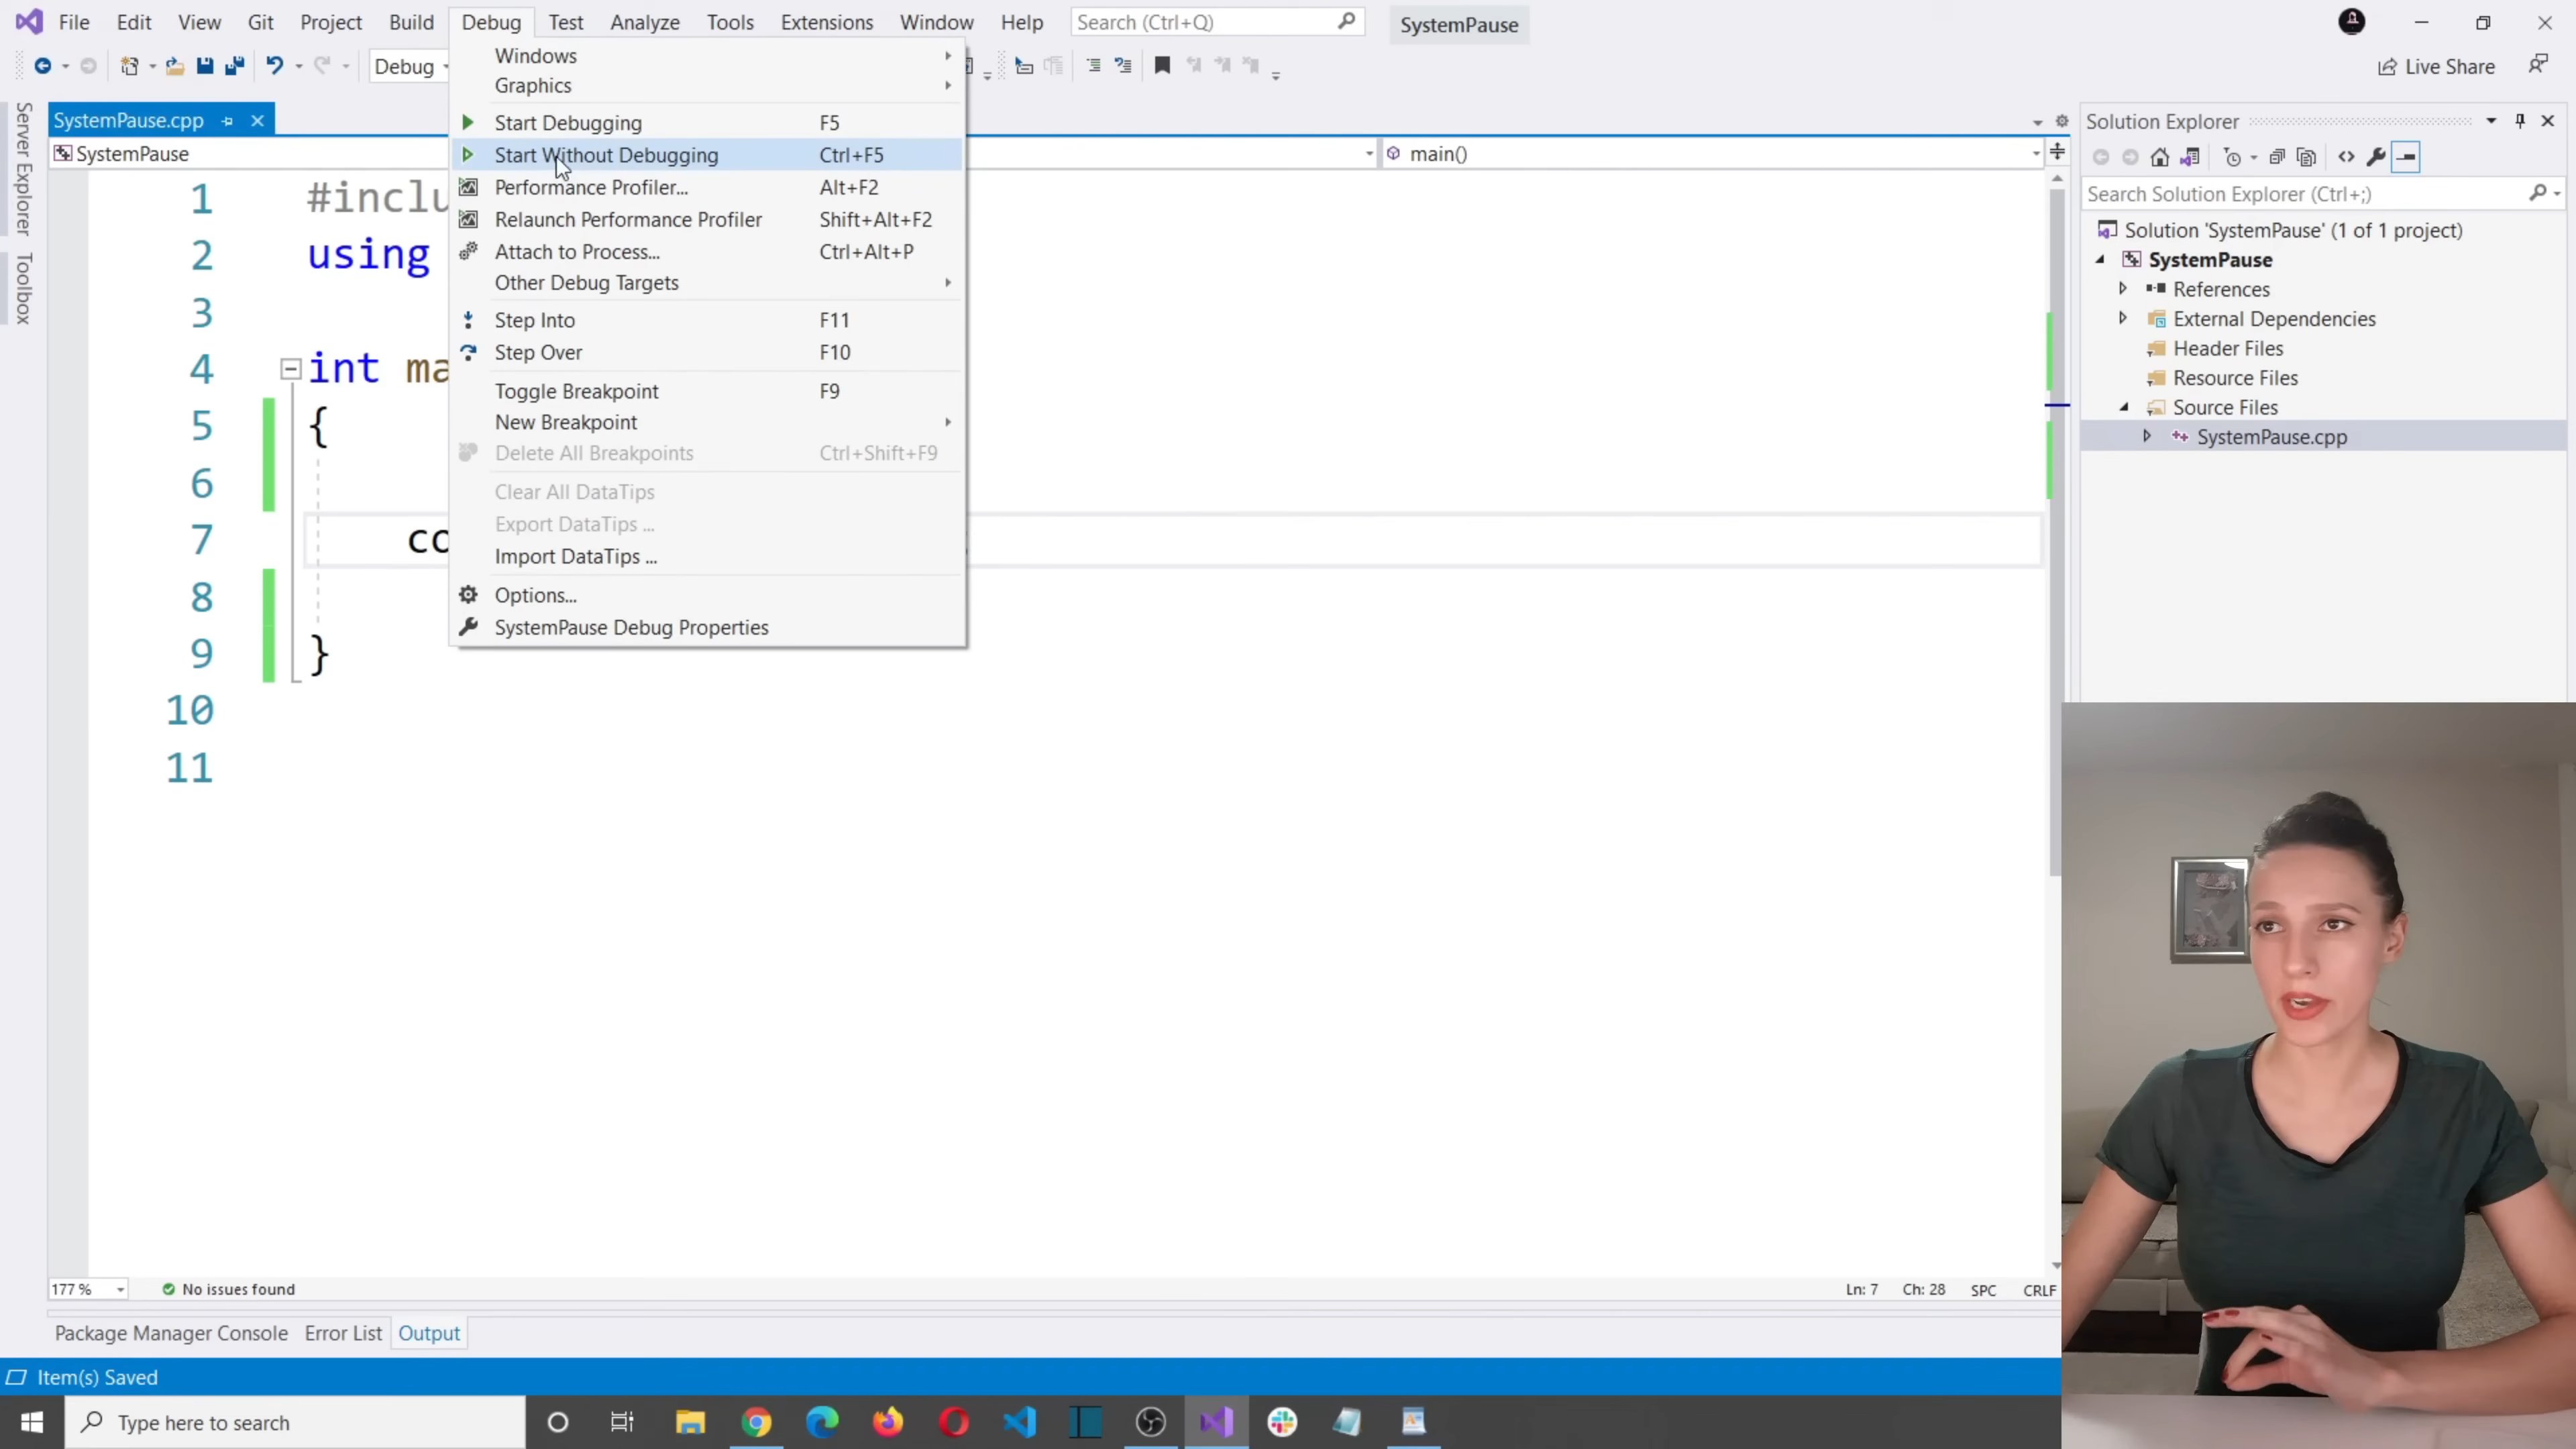 File Edit View Git Project Build Debug Test Analyze Tools Extensions Window Help Search (Ctrl+Q) SystemPause
Debug Live Share
Windows
Graphics
Start Debugging F5
Start Without Debugging Ctrl+F5
Performance Profiler... Alt+F2
Relaunch Performance Profiler Shift+Alt+F2
Attach to Process... Ctrl+Alt+P
Other Debug Targets
Step Into F11
Step Over F10
Toggle Breakpoint F9
New Breakpoint
Delete All Breakpoints Ctrl+Shift+F9
Clear All DataTips
Export DataTips ...
Import DataTips ...
Options...
SystemPause Debug Properties
Server Explorer
Toolbox
SystemPause.cpp
SystemPause main()
1 #inclu
2 using
3
4 int ma
5 {
6
7 co
8
9 }
10
11
Solution Explorer
Search Solution Explorer (Ctrl+;)
Solution 'SystemPause' (1 of 1 project)
SystemPause
References
External Dependencies
Header Files
Resource Files
Source Files
SystemPause.cpp
177 % No issues found Ln: 7 Ch: 28 SPC CRLF
Package Manager Console Error List Output
Item(s) Saved
Type here to search